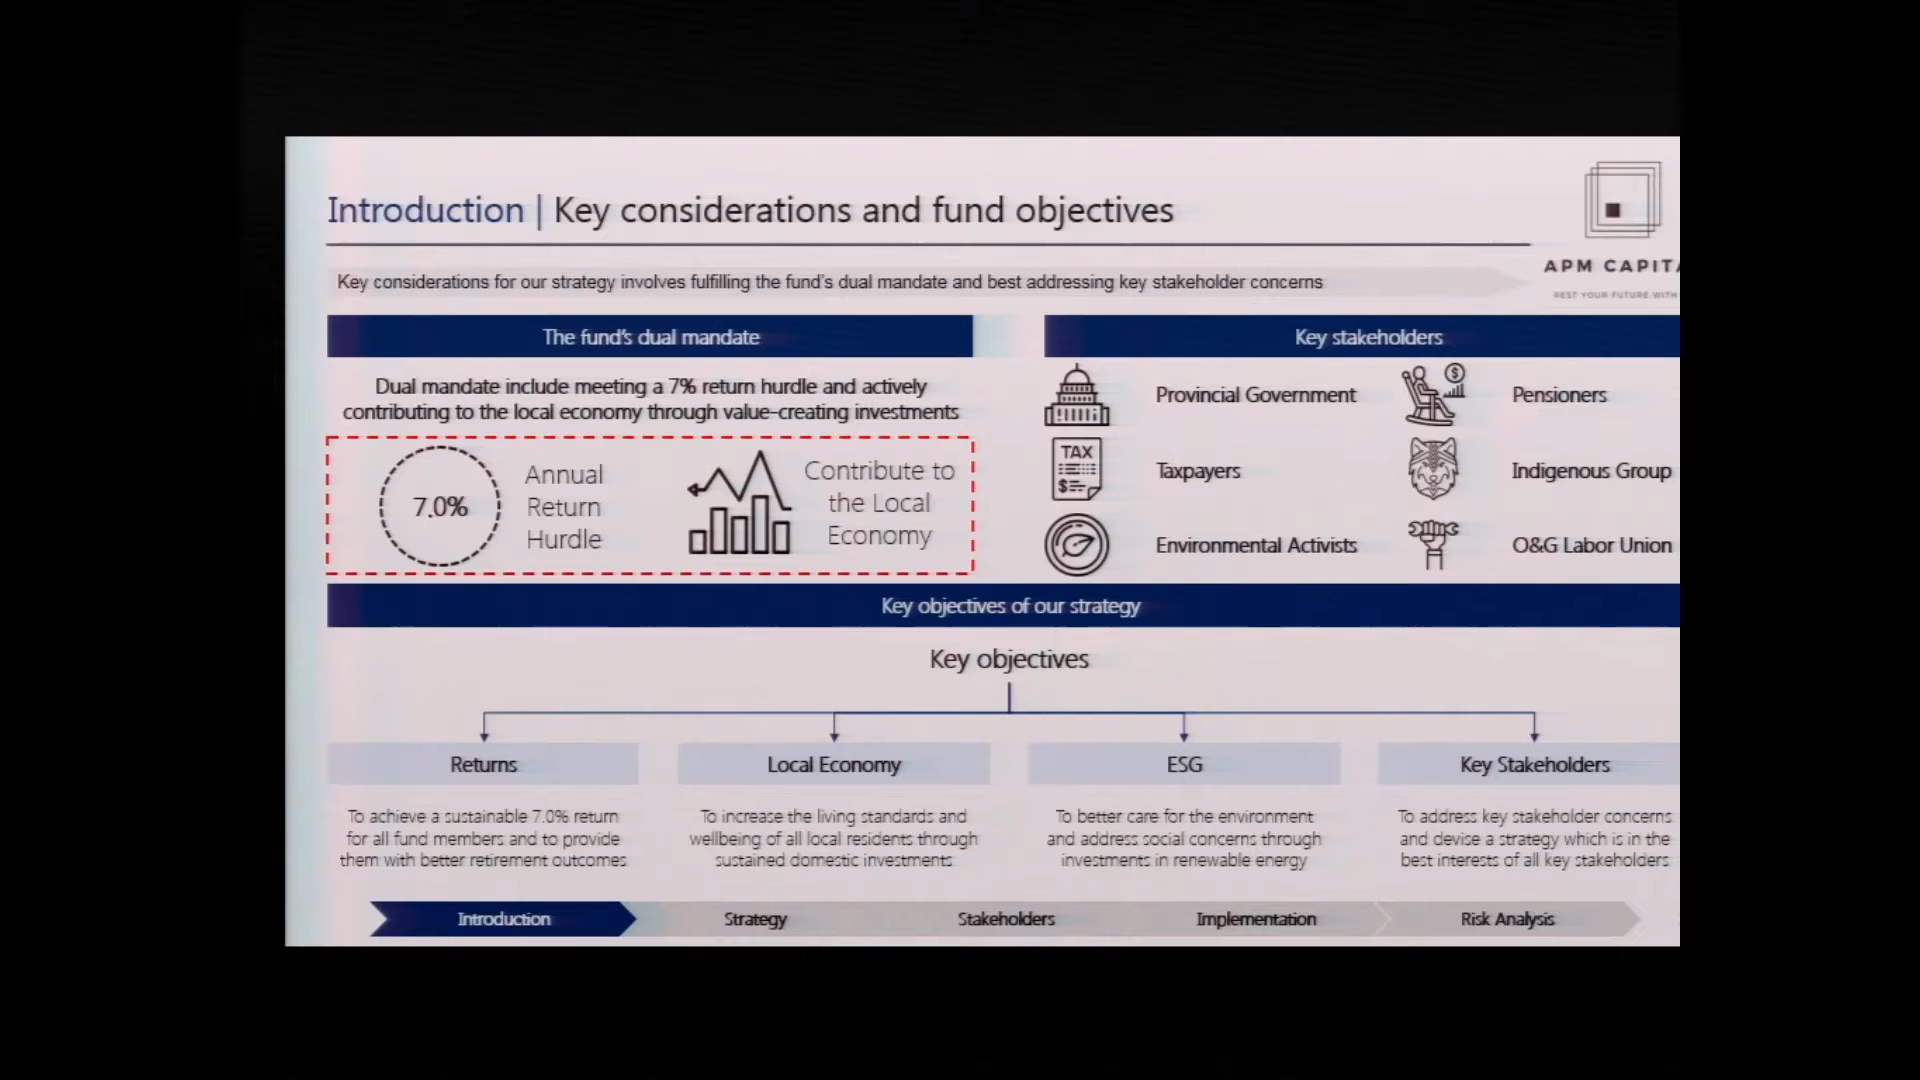 Introduction | Key considerations and fund objectives
APM CAPITA
REST YOUR FUTURE WITH
Key considerations for our strategy involves fulfilling the fund's dual mandate and best addressing key stakeholder concerns
The fund's dual mandate
Dual mandate include meeting a 7% return hurdle and actively
contributing to the local economy through value-creating investments
7.0%
Annual
Return
Hurdle
Contribute to
the Local
Economy
Key stakeholders
Provincial Government
Pensioners
TAX
$
Taxpayers
Indigenous Group
Environmental Activists
O&G Labor Union
Key objectives of our strategy
Key objectives
Returns
To achieve a sustainable 7.0% return
for all fund members and to provide
them with better retirement outcomes
Local Economy
To increase the living standards and
wellbeing of all local residents through
sustained domestic investments
ESG
To better care for the environment
and address social concerns through
investments in renewable energy
Key Stakeholders
To address key stakeholder concerns
and devise a strategy which is in the
best interests of all key stakeholders
Introduction
Strategy
Stakeholders
Implementation
Risk Analysis